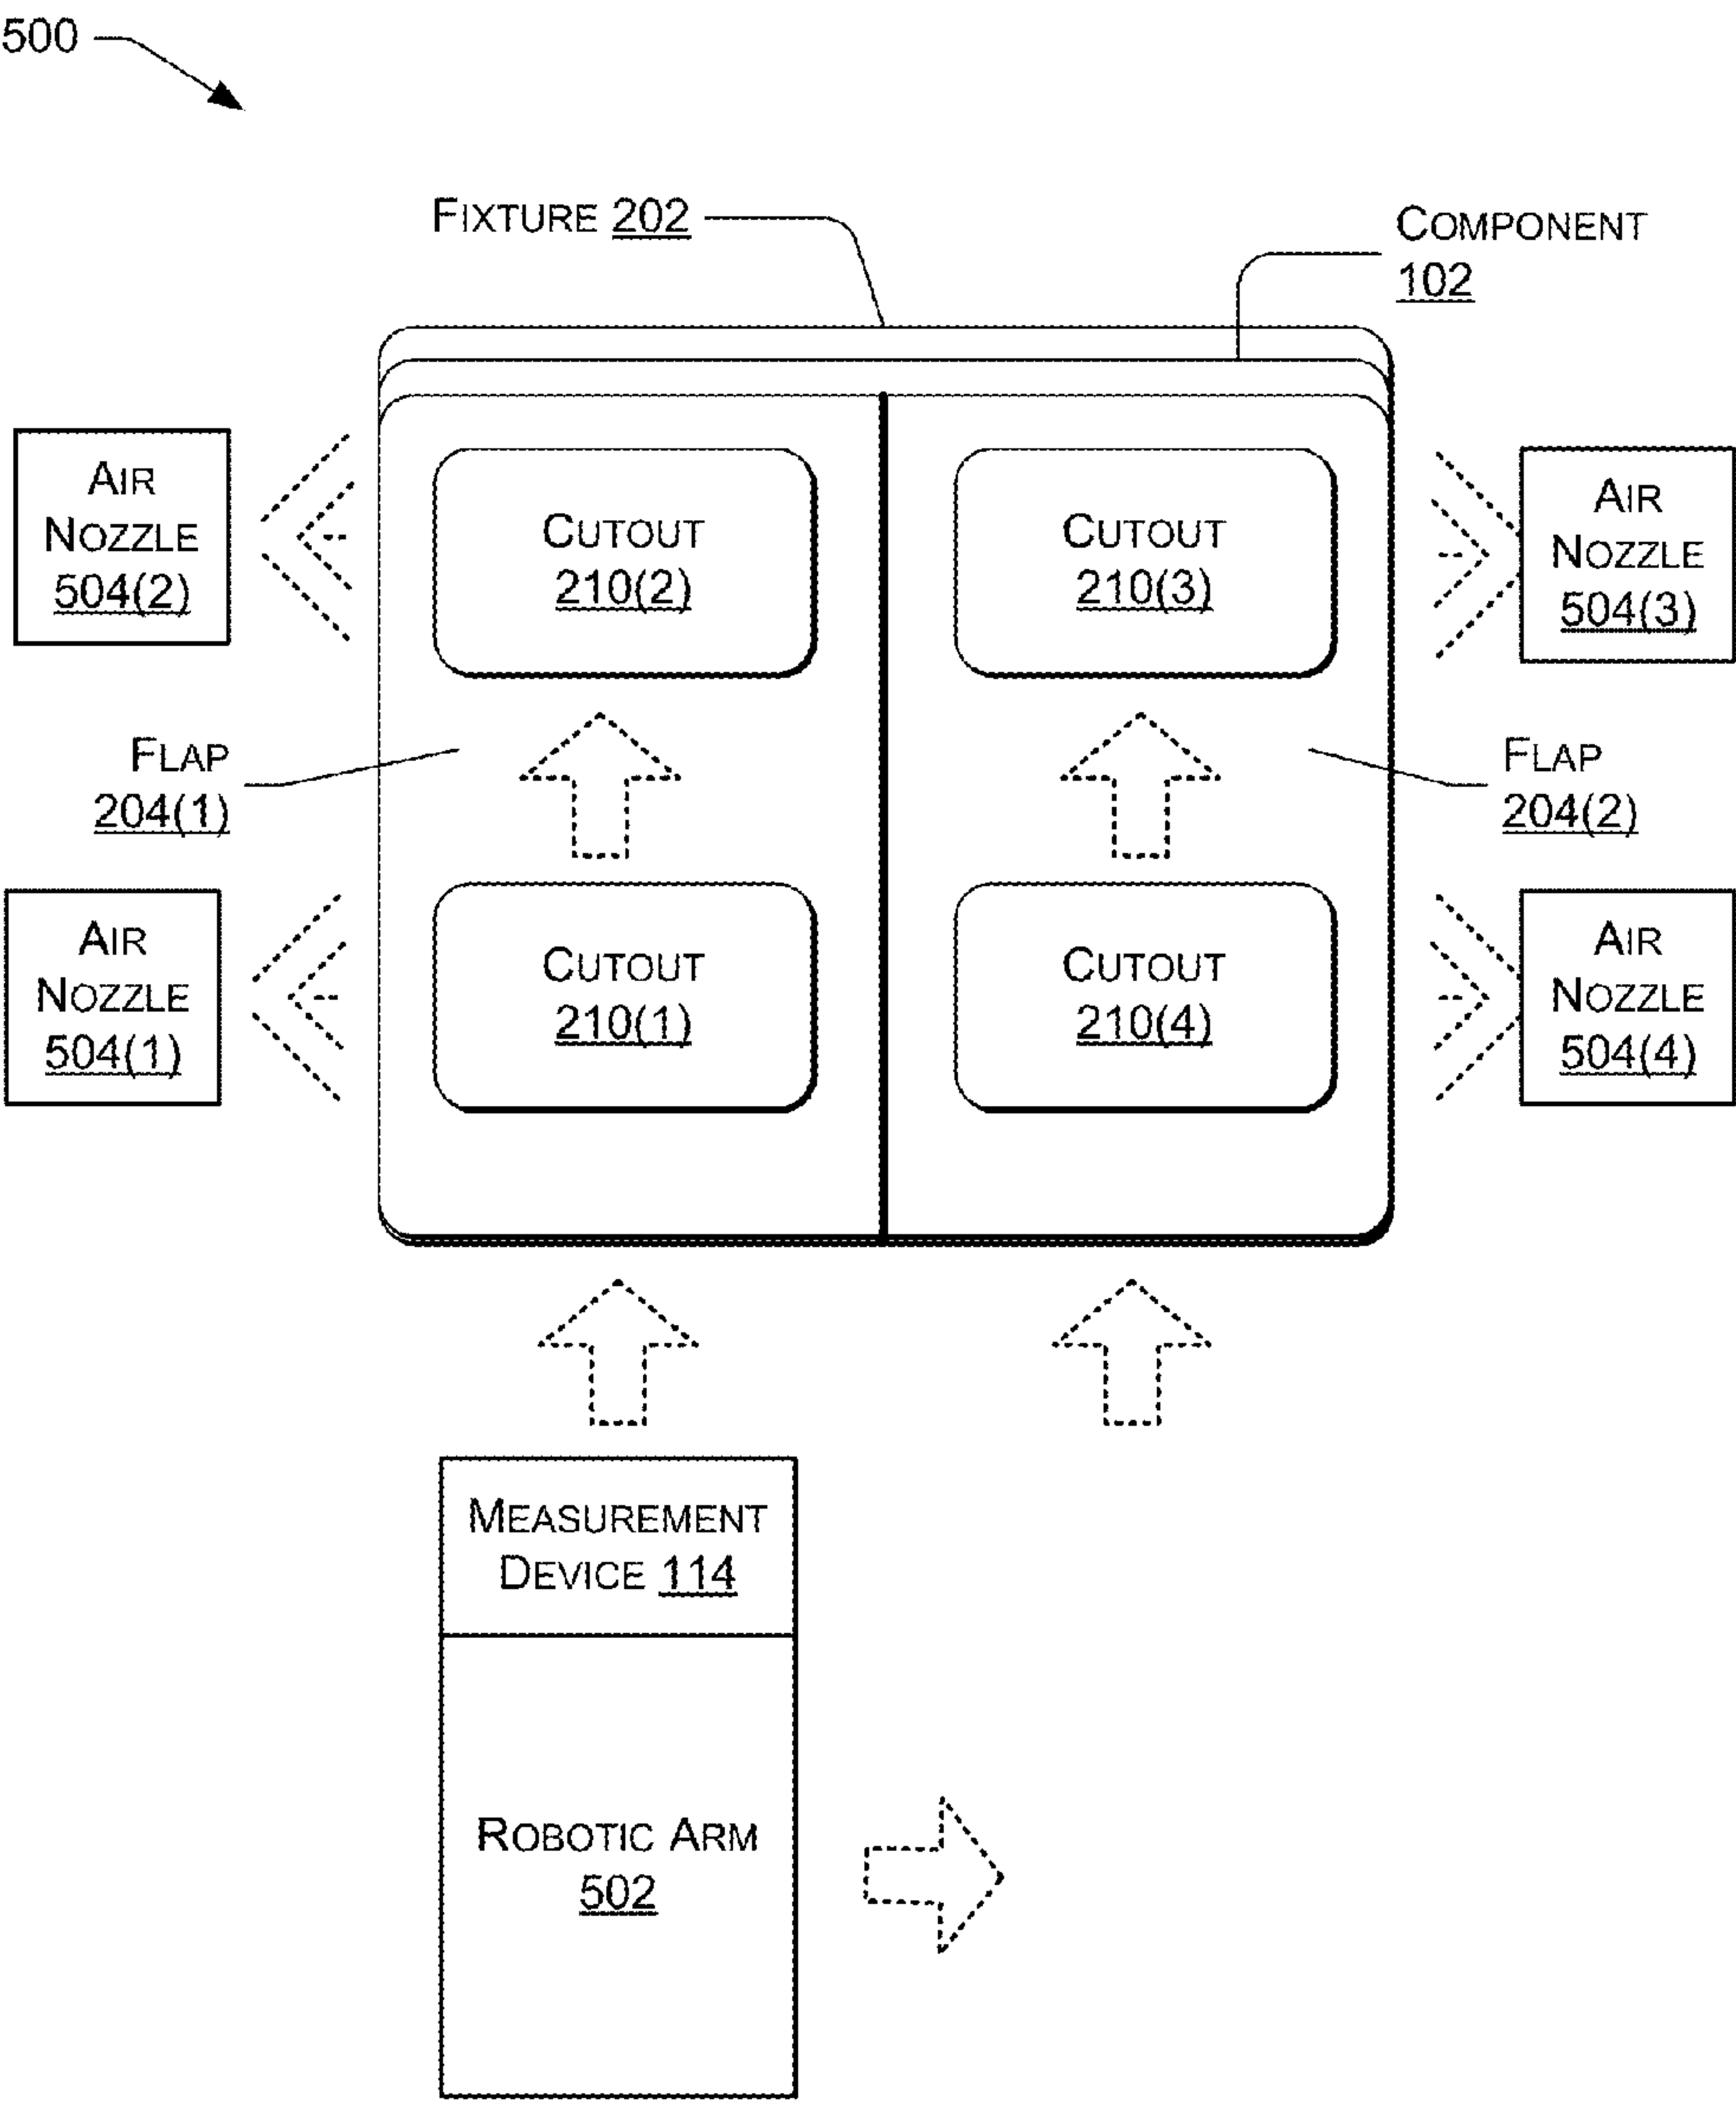 500
FIXTURE 202
COMPONENT
102
AIR
NOZZLE
504(2)
CUTOUT
210(2)
CUTOUT
210(3)
AIR
NOZZLE
504(3)
FLAP
204(1)
FLAP
204(2)
AIR
NOZZLE
504(1)
CUTOUT
210(1)
CUTOUT
210(4)
AIR
NOZZLE
504(4)
MEASUREMENT
DEVICE 114
ROBOTIC ARM
502